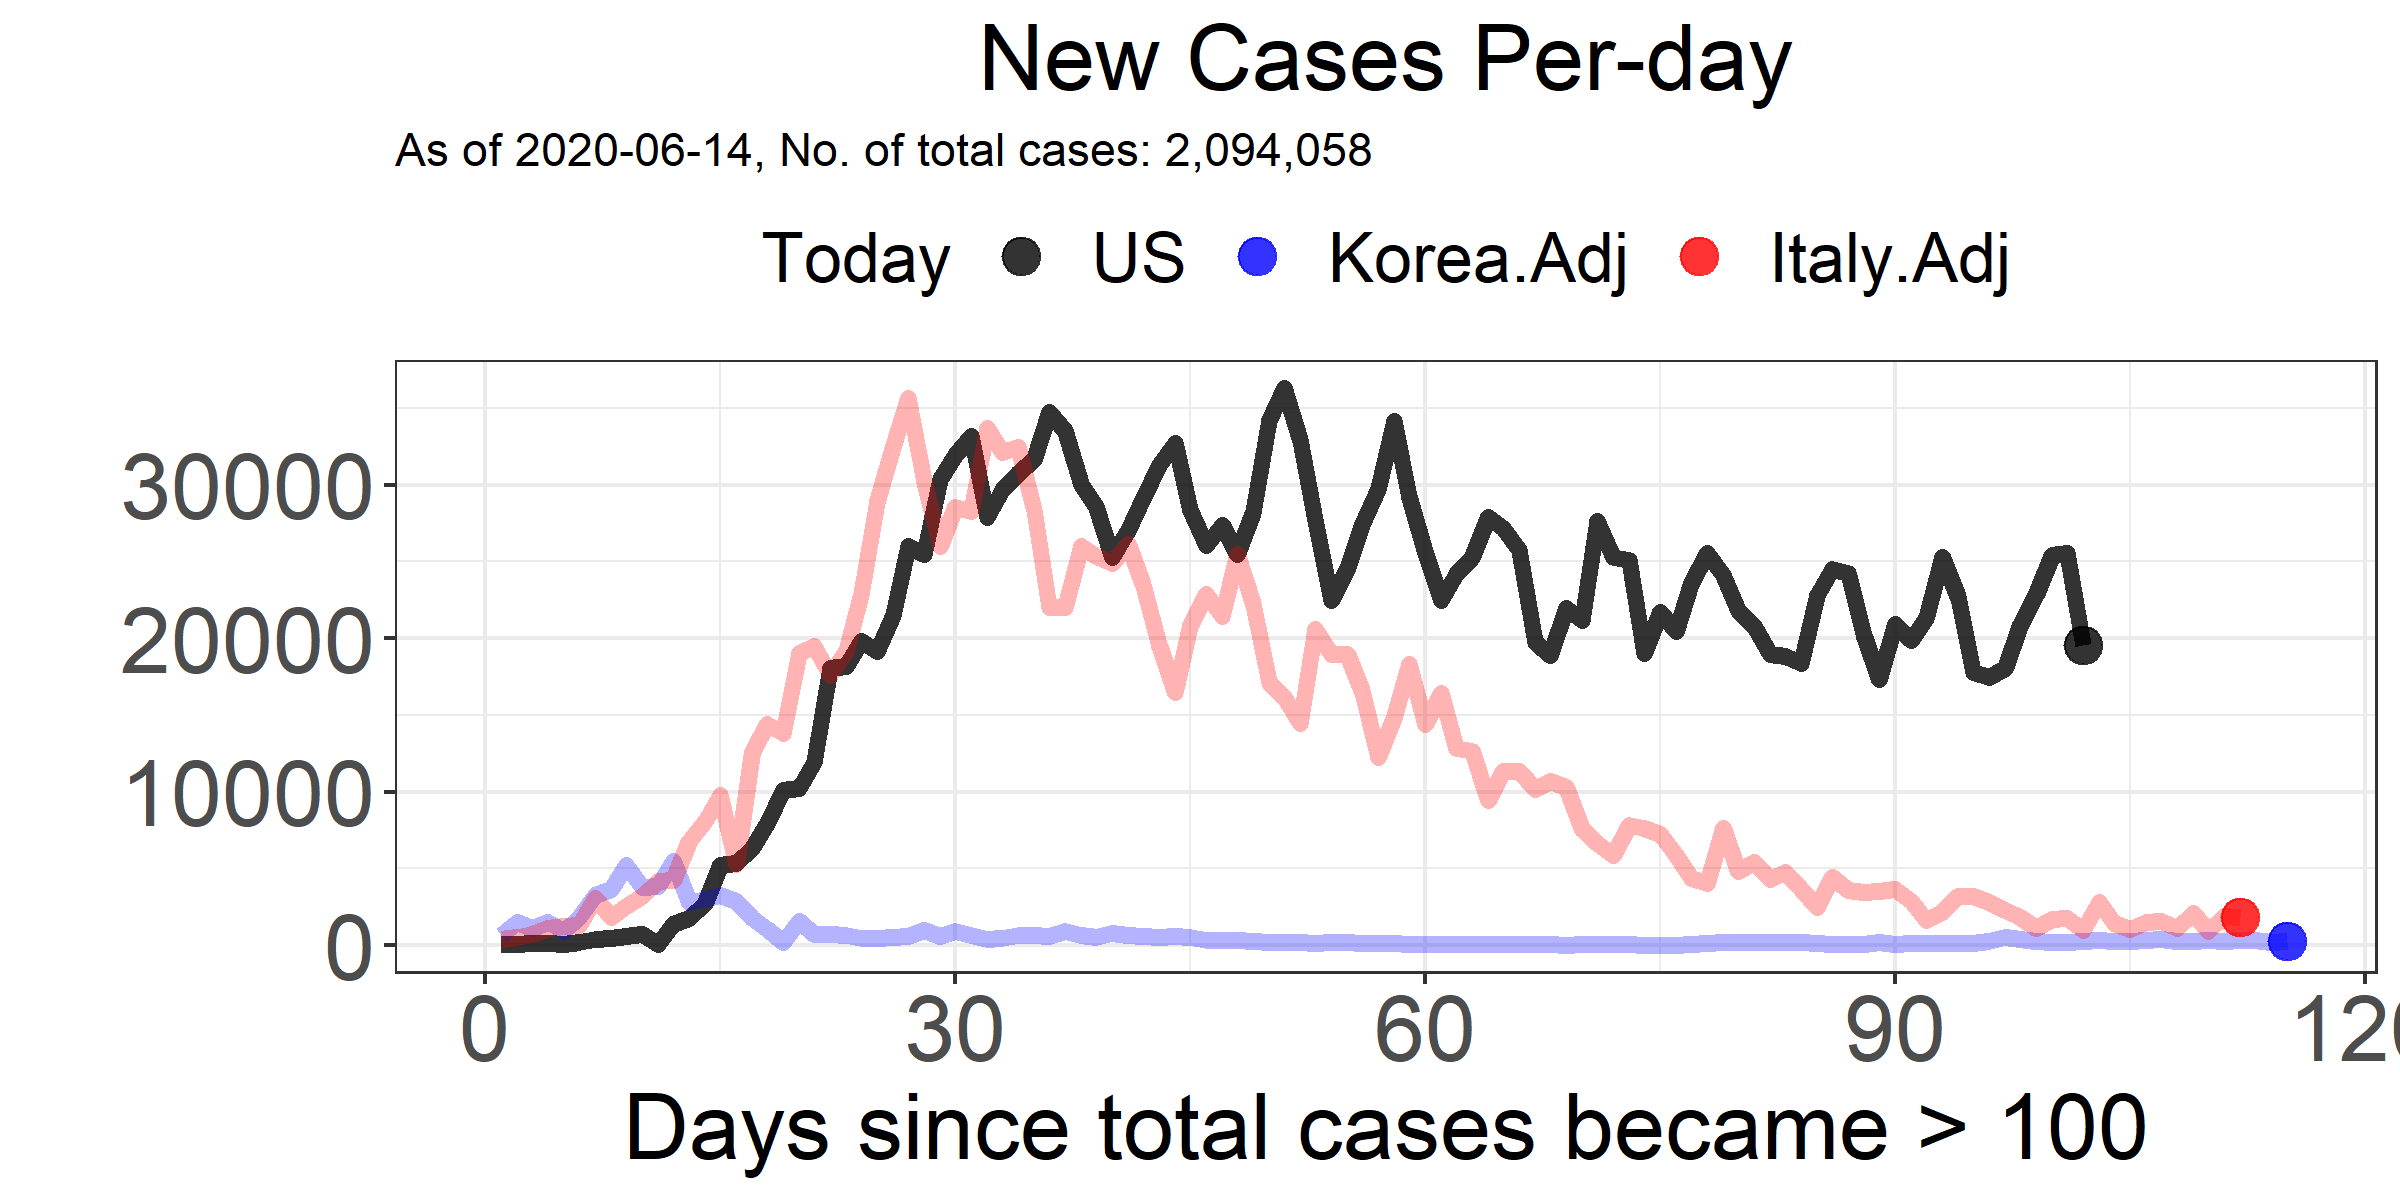 New Cases Per-day
As of 2020-06-14, No. of total cases: 2,094,058
Today US Korea.Adj Italy.Adj
30000
20000
10000
0
0 30 60 90 120
Days since total cases became > 100